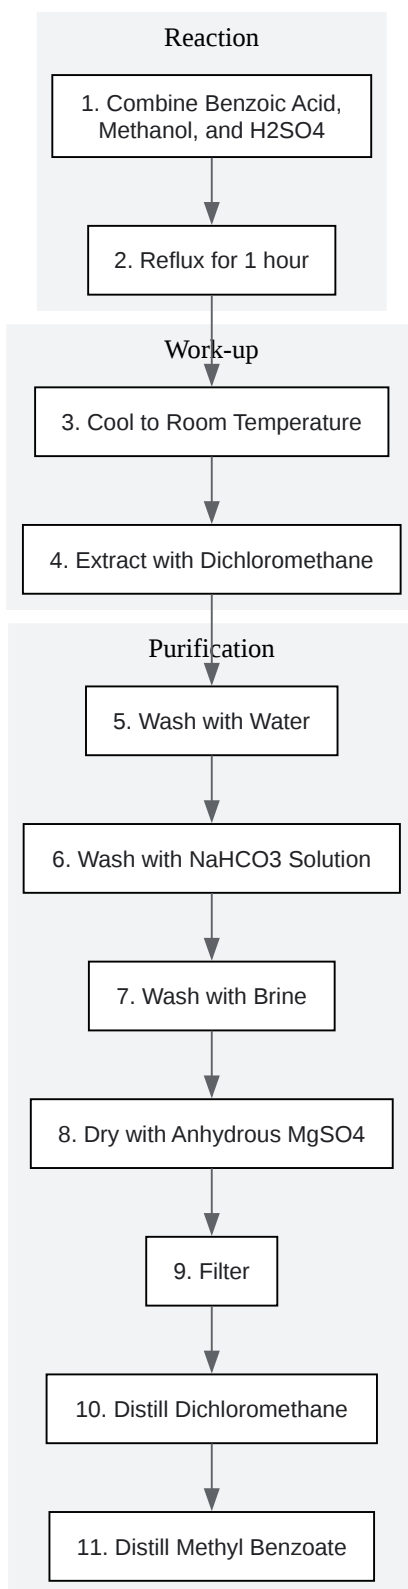 Reaction
1. Combine Benzoic Acid,
Methanol, and H2SO4
2. Reflux for 1 hour
Work-up
3. Cool to Room Temperature
4. Extract with Dichloromethane
Purification
5. Wash with Water
6. Wash with NaHCO3 Solution
7. Wash with Brine
8. Dry with Anhydrous MgSO4
9. Filter
10. Distill Dichloromethane
11. Distill Methyl Benzoate